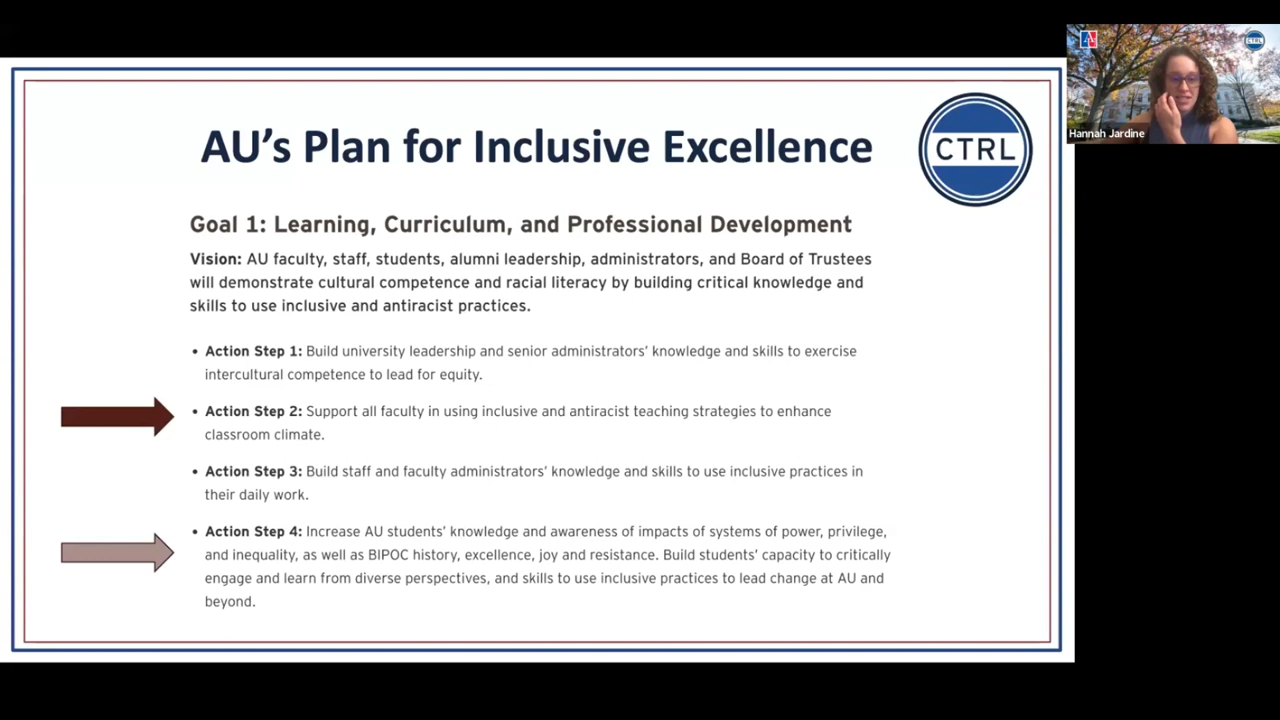 AU's Plan for Inclusive Excellence
CTRL
Goal 1: Learning, Curriculum, and Professional Development
Vision: AU faculty, staff, students, alumni leadership, administrators, and Board of Trustees
will demonstrate cultural competence and racial literacy by building critical knowledge and
skills to use inclusive and antiracist practices.
• Action Step 1: Build university leadership and senior administrators' knowledge and skills to exercise
intercultural competence to lead for equity.
• Action Step 2: Support all faculty in using inclusive and antiracist teaching strategies to enhance
classroom climate.
• Action Step 3: Build staff and faculty administrators' knowledge and skills to use inclusive practices in
their daily work.
• Action Step 4: Increase AU students' knowledge and awareness of impacts of systems of power, privilege,
and inequality, as well as BIPOC history, excellence, joy and resistance. Build students' capacity to critically
engage and learn from diverse perspectives, and skills to use inclusive practices to lead change at AU and
beyond.
CTRL
Hannah Jardine